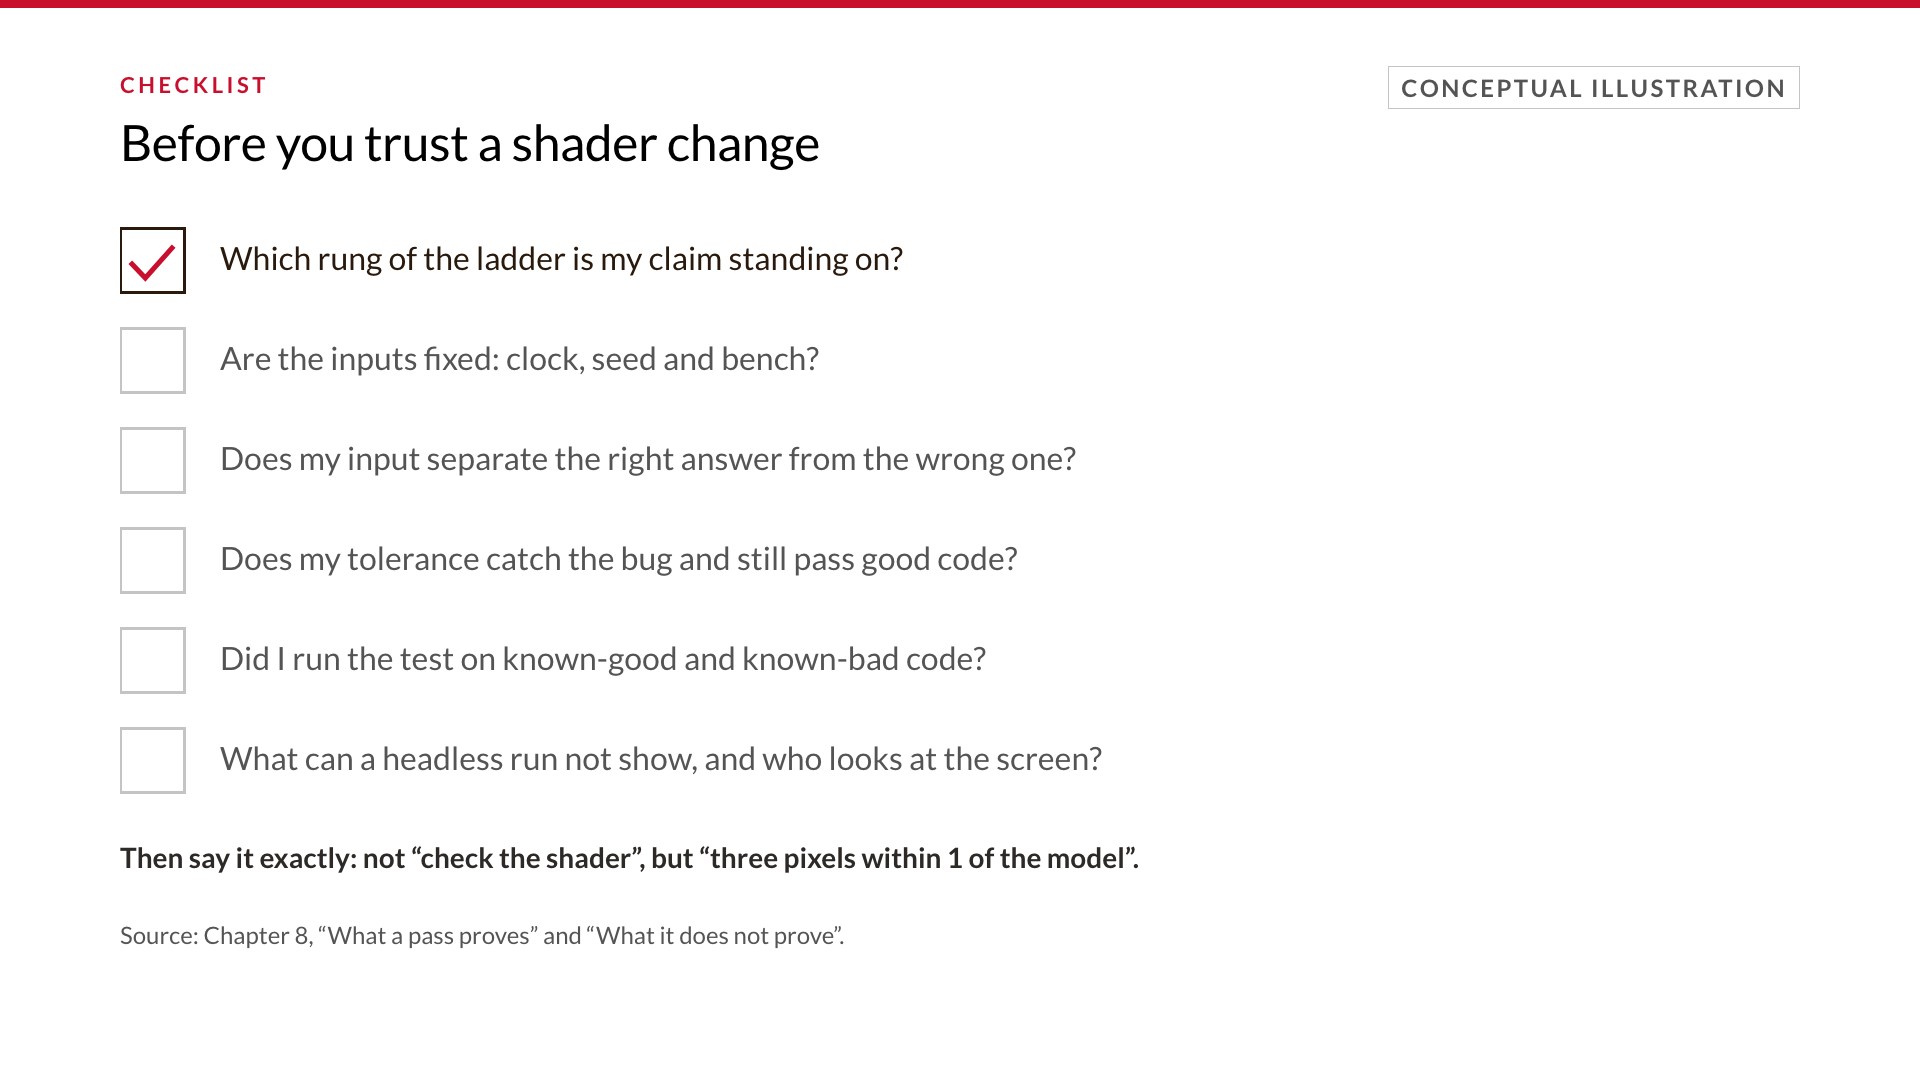 CHECKLIST
CONCEPTUAL ILLUSTRATION
Before you trust a shader change
Which rung of the ladder is my claim standing on?
Are the inputs fixed: clock, seed and bench?
Does my input separate the right answer from the wrong one?
Does my tolerance catch the bug and still pass good code?
Did I run the test on known-good and known-bad code?
What can a headless run not show, and who looks at the screen?
Then say it exactly: not “check the shader”, but “three pixels within 1 of the model”.
Source: Chapter 8, “What a pass proves” and “What it does not prove”.